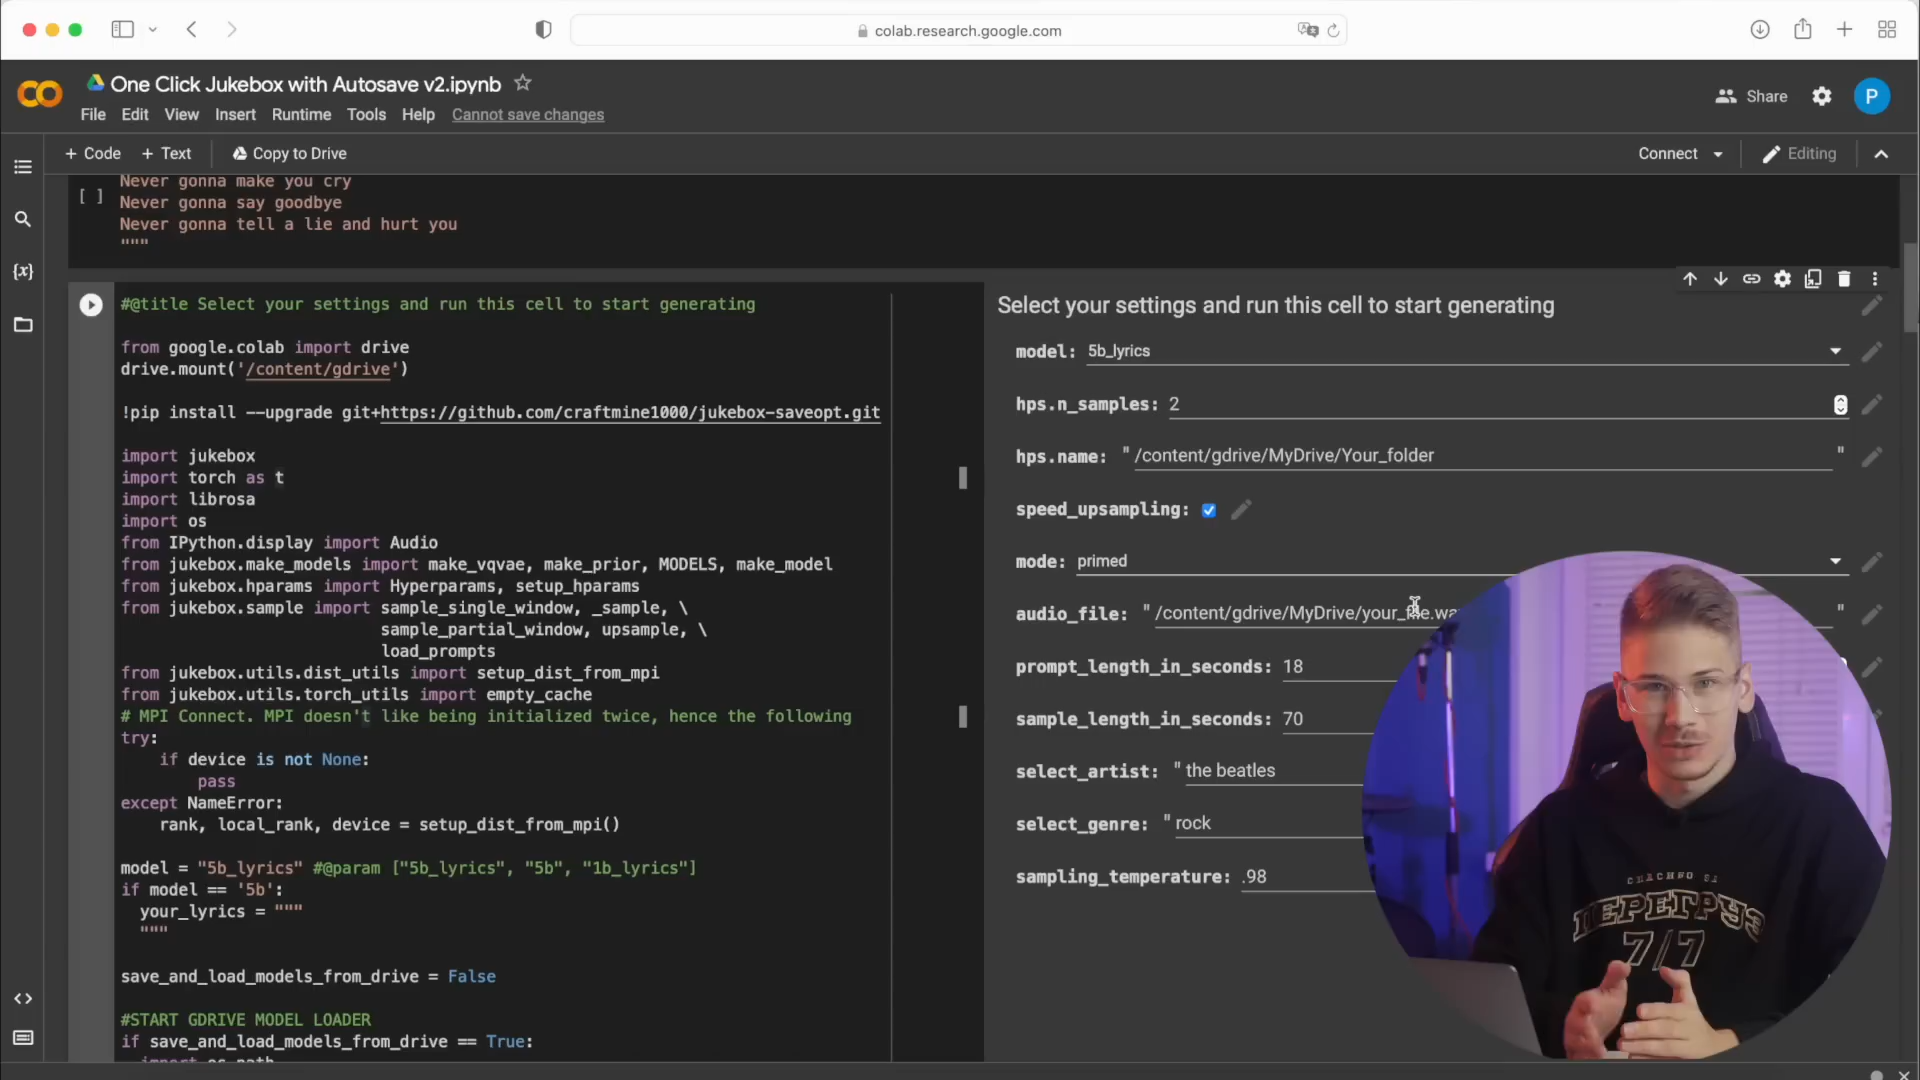 colab.research.google.com
One Click Jukebox with Autosave v2.ipynb
File Edit View Insert Runtime Tools Help Cannot save changes
Share
P
+ Code + Text Copy to Drive
Connect
Editing
Never gonna make you cry
[ ]
Never gonna say goodbye
Never gonna tell a lie and hurt you
"""
{x}
#@title Select your settings and run this cell to start generating
from google.colab import drive
drive.mount('/content/gdrive')
!pip install --upgrade git+https://github.com/craftmine1000/jukebox-saveopt.git
import jukebox
import torch as t
import librosa
import os
from IPython.display import Audio
from jukebox.make_models import make_vqvae, make_prior, MODELS, make_model
from jukebox.hparams import Hyperparams, setup_hparams
from jukebox.sample import sample_single_window, _sample, \
sample_partial_window, upsample, \
load_prompts
from jukebox.utils.dist_utils import setup_dist_from_mpi
from jukebox.utils.torch_utils import empty_cache
# MPI Connect. MPI doesn't like being initialized twice, hence the following
try:
if device is not None:
pass
except NameError:
rank, local_rank, device = setup_dist_from_mpi()
model = "5b_lyrics" #@param ["5b_lyrics", "5b", "1b_lyrics"]
if model == '5b':
your_lyrics = """
"""
save_and_load_models_from_drive = False
#START GDRIVE MODEL LOADER
if save_and_load_models_from_drive == True:
import os.path
Select your settings and run this cell to start generating
model: 5b_lyrics
hps.n_samples: 2
hps.name: " /content/gdrive/MyDrive/Your_folder "
speed_upsampling:
mode: primed
audio_file: " /content/gdrive/MyDrive/your_file.wa "
prompt_length_in_seconds: 18
sample_length_in_seconds: 70
select_artist: " the beatles
select_genre: " rock
sampling_temperature: .98
ПЕРЕГРУЗ
7/7